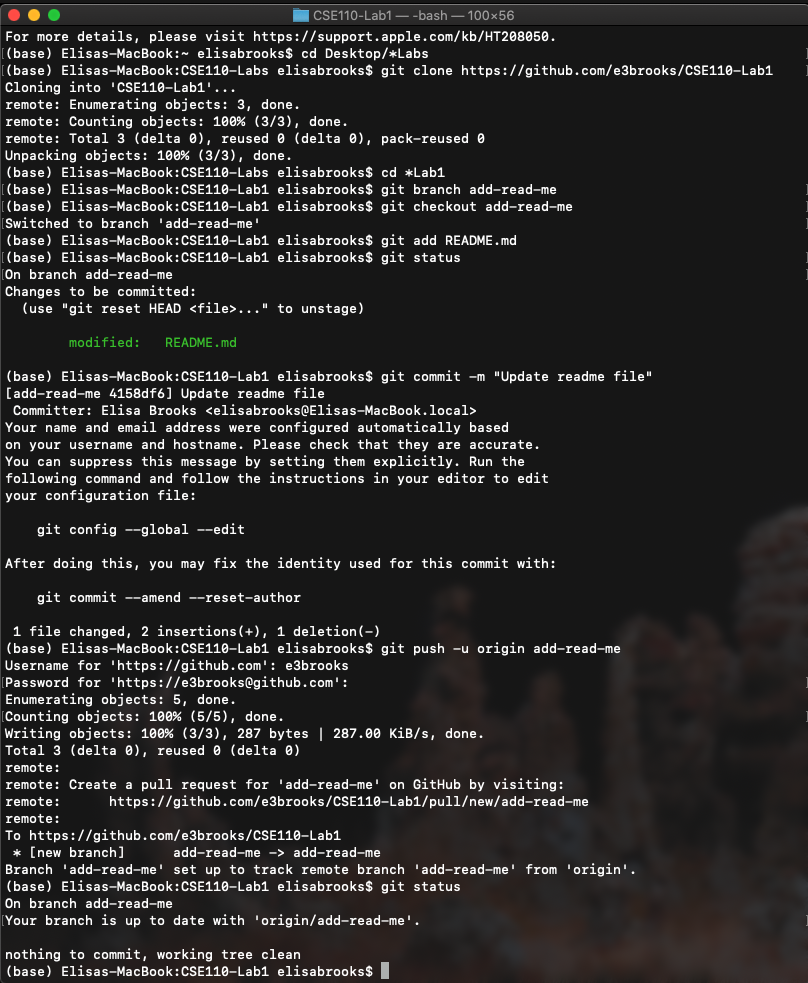 CSE110-Lab1 — -bash — 100×56
For more details, please visit https://support.apple.com/kb/HT208050.
[(base) Elisas-MacBook:~ elisabrooks$ cd Desktop/*Labs
[(base) Elisas-MacBook:CSE110-Labs elisabrooks$ git clone https://github.com/e3brooks/CSE110-Lab1
Cloning into 'CSE110-Lab1'...
remote: Enumerating objects: 3, done.
remote: Counting objects: 100% (3/3), done.
remote: Total 3 (delta 0), reused 0 (delta 0), pack-reused 0
Unpacking objects: 100% (3/3), done.
(base) Elisas-MacBook:CSE110-Labs elisabrooks$ cd *Lab1
[(base) Elisas-MacBook:CSE110-Lab1 elisabrooks$ git branch add-read-me
[(base) Elisas-MacBook:CSE110-Lab1 elisabrooks$ git checkout add-read-me
[Switched to branch 'add-read-me'
(base) Elisas-MacBook:CSE110-Lab1 elisabrooks$ git add README.md
[(base) Elisas-MacBook:CSE110-Lab1 elisabrooks$ git status
[On branch add-read-me
Changes to be committed:
  (use "git reset HEAD <file>..." to unstage)

        modified:   README.md

(base) Elisas-MacBook:CSE110-Lab1 elisabrooks$ git commit -m "Update readme file"
[add-read-me 4158df6] Update readme file
 Committer: Elisa Brooks <elisabrooks@Elisas-MacBook.local>
Your name and email address were configured automatically based
on your username and hostname. Please check that they are accurate.
You can suppress this message by setting them explicitly. Run the
following command and follow the instructions in your editor to edit
your configuration file:

    git config --global --edit

After doing this, you may fix the identity used for this commit with:

    git commit --amend --reset-author

 1 file changed, 2 insertions(+), 1 deletion(-)
(base) Elisas-MacBook:CSE110-Lab1 elisabrooks$ git push -u origin add-read-me
Username for 'https://github.com': e3brooks
[Password for 'https://e3brooks@github.com':
Enumerating objects: 5, done.
[Counting objects: 100% (5/5), done.
Writing objects: 100% (3/3), 287 bytes | 287.00 KiB/s, done.
Total 3 (delta 0), reused 0 (delta 0)
remote:
remote: Create a pull request for 'add-read-me' on GitHub by visiting:
remote:      https://github.com/e3brooks/CSE110-Lab1/pull/new/add-read-me
remote:
To https://github.com/e3brooks/CSE110-Lab1
 * [new branch]      add-read-me -> add-read-me
Branch 'add-read-me' set up to track remote branch 'add-read-me' from 'origin'.
(base) Elisas-MacBook:CSE110-Lab1 elisabrooks$ git status
On branch add-read-me
[Your branch is up to date with 'origin/add-read-me'.

nothing to commit, working tree clean
(base) Elisas-MacBook:CSE110-Lab1 elisabrooks$